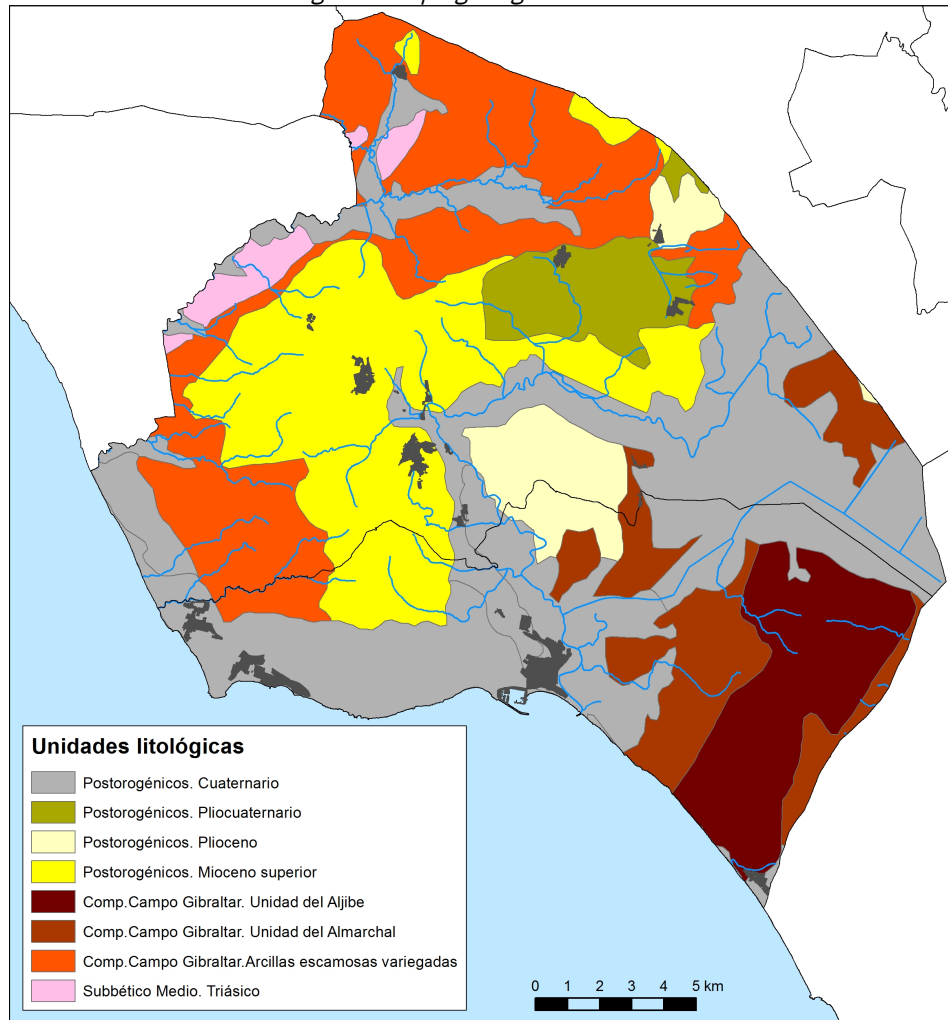 Unidades litológicas
Postorogénicos. Cuaternario
Postorogénicos. Pliocuaternario
Postorogénicos. Plioceno
Postorogénicos. Mioceno superior
Comp.Campo Gibraltar. Unidad del Aljibe
Comp.Campo Gibraltar. Unidad del Almarchal
Comp.Campo Gibraltar.Arcillas escamosas variegadas
Subbético Medio. Triásico
0 1 2 3 4 5 km